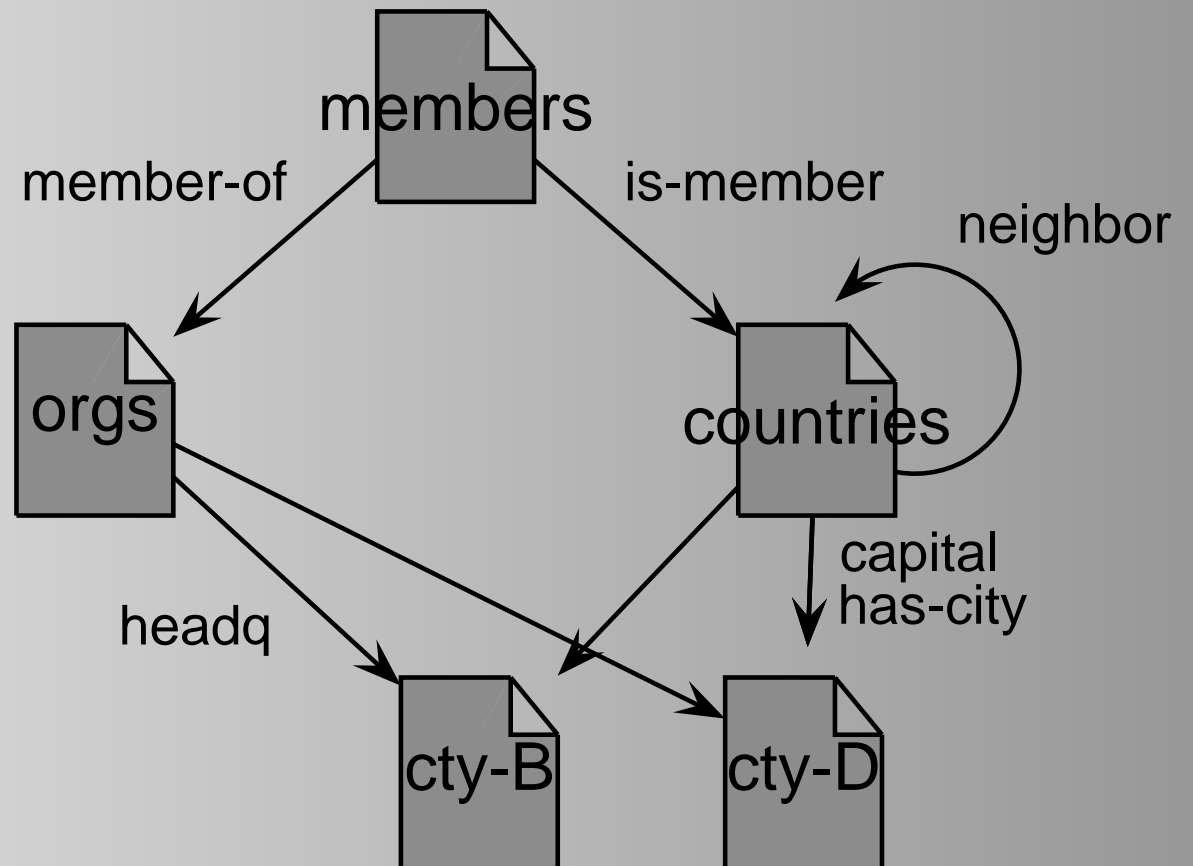 members
member-of
is-member
neighbor
orgs
countries
capital
has-city
headq
cty-B
cty-D